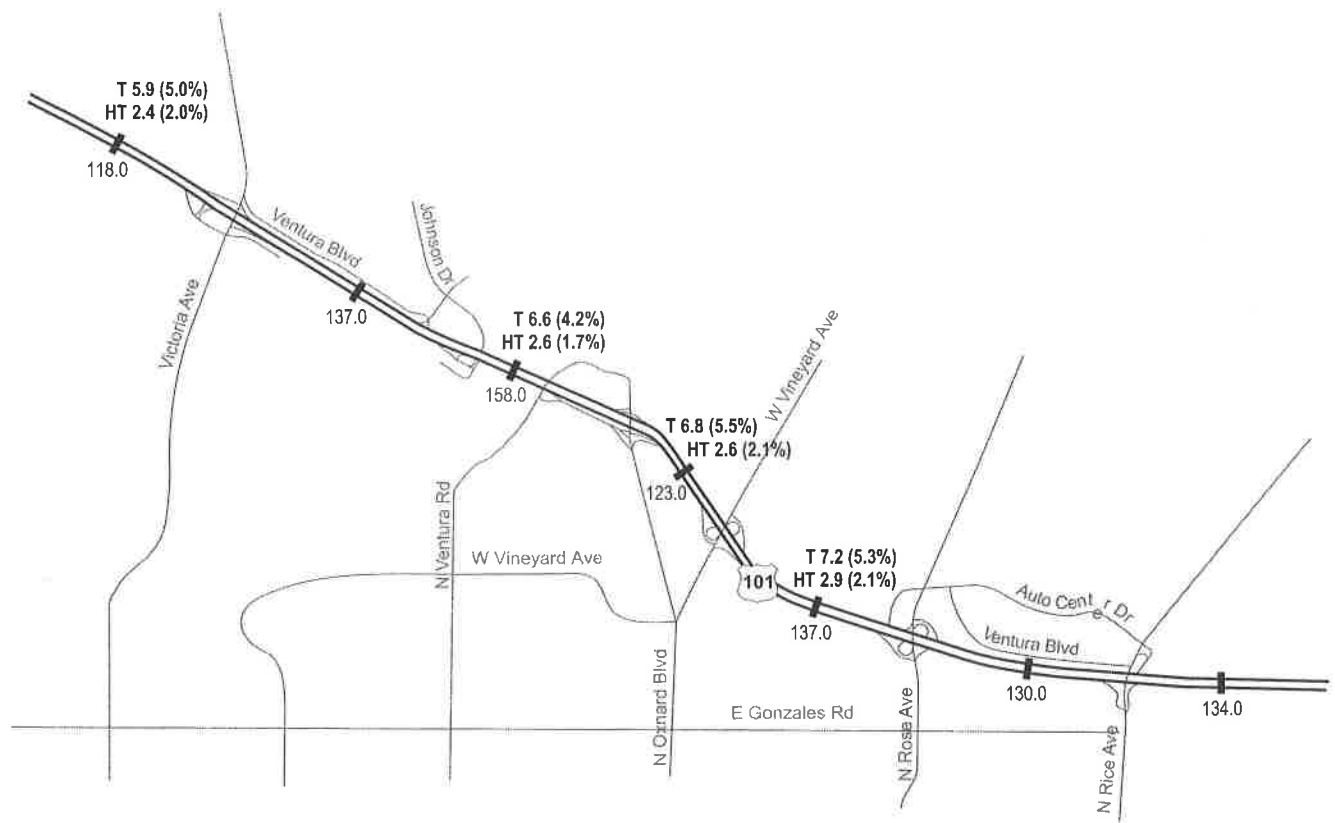 T 5.9 (5.0%)
HT 2.4 (2.0%)
118.0
Ventura Blvd
Johnson Dr
Victoria Ave
137.0
T 6.6 (4.2%)
HT 2.6 (1.7%)
158.0
W Vineyard Ave
T 6.8 (5.5%)
HT 2.6 (2.1%)
123.0
N Ventura Rd
W Vineyard Ave
101
T 7.2 (5.3%)
HT 2.9 (2.1%)
137.0
Auto Center Dr
Ventura Blvd
130.0
134.0
N Oxnard Blvd
E Gonzales Rd
N Rose Ave
N Rice Ave